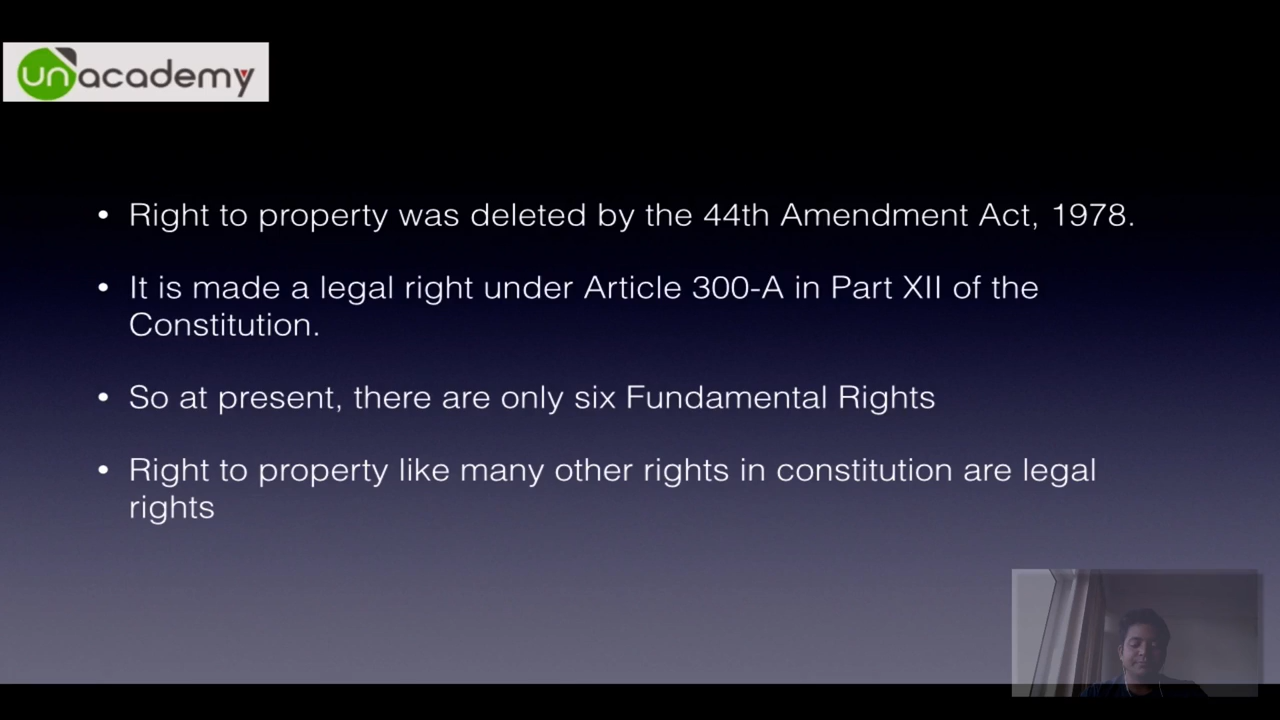 unacademy
• Right to property was deleted by the 44th Amendment Act, 1978.
• It is made a legal right under Article 300-A in Part XII of the
Constitution.
• So at present, there are only six Fundamental Rights
• Right to property like many other rights in constitution are legal
rights